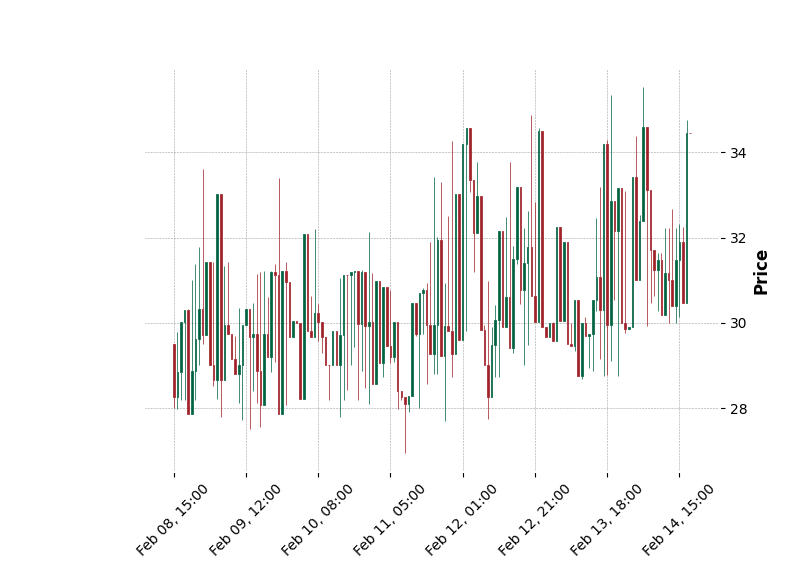 34
32
Price
30
28
Feb 08, 15:00
Feb 09, 12:00
Feb 10, 08:00
Feb 11, 05:00
Feb 12, 01:00
Feb 12, 21:00
Feb 13, 18:00
Feb 14, 15:00